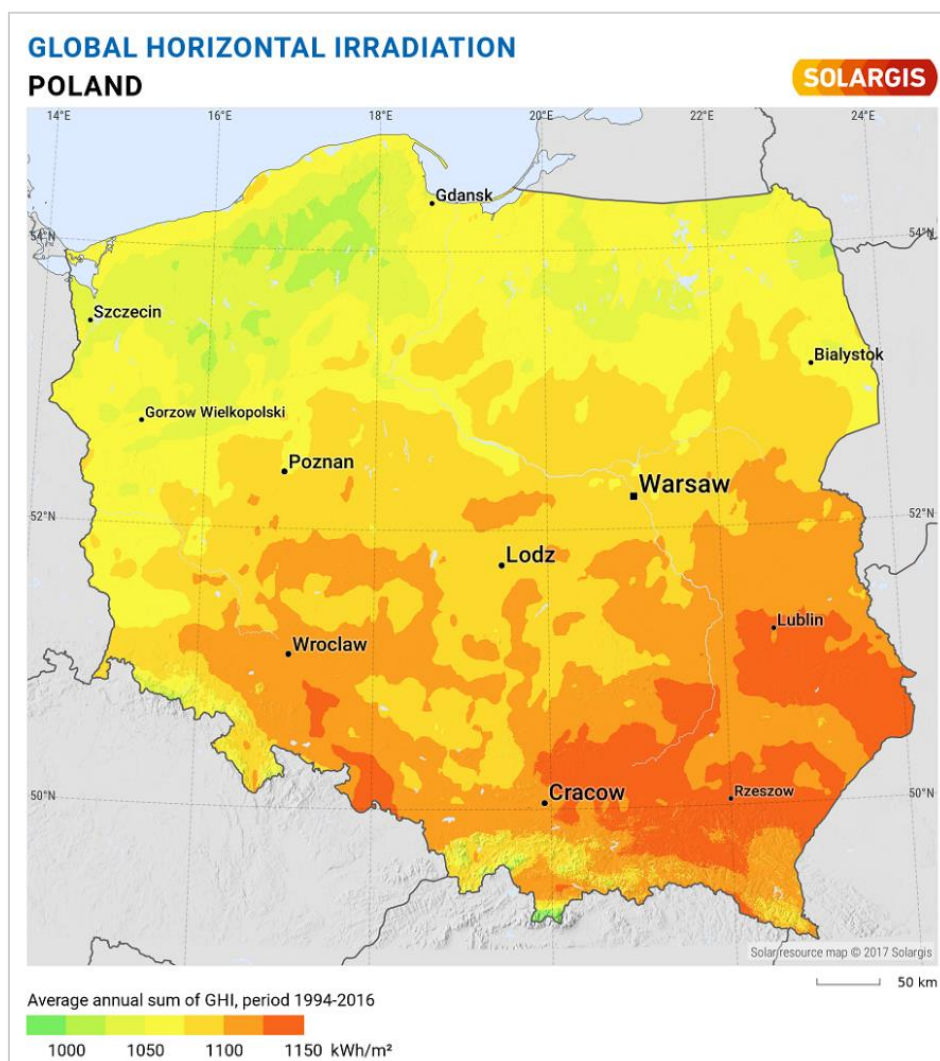 GLOBAL HORIZONTAL IRRADIATION
POLAND
SOLARGIS
14°E 16°E 18°E 20°E 22°E 24°E
Gdansk
54°N 54°N
Szczecin
Bialystok
Gorzow Wielkopolski
Poznan
Warsaw
52°N 52°N
Lodz
Lublin
Wroclaw
50°N 50°N
Cracow
Rzeszow
Solar resource map © 2017 Solargis
50 km
Average annual sum of GHI, period 1994-2016
1000 1050 1100 1150 kWh/m²